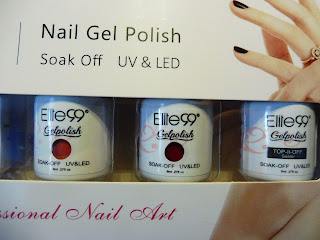 Nail Gel Polish
Soak Off UV & LED
Elite99®
Gelpolish
SOAK-OFF UV&LED
Elite99®
Gelpolish
SOAK-OFF UV&LED
Elite99®
Gelpolish
TOP-it-OFF
Sealer
SOAK-OFF UV&LED
ssional Nail Art